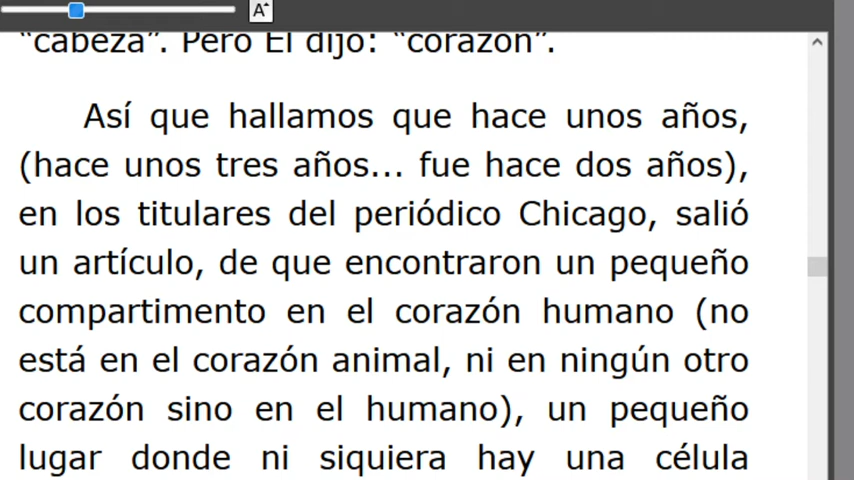 A
“cabeza”. Pero Él dijo: “corazón”.
Así que hallamos que hace unos años,
(hace unos tres años... fue hace dos años),
en los titulares del periódico Chicago, salió
un artículo, de que encontraron un pequeño
compartimento en el corazón humano (no
está en el corazón animal, ni en ningún otro
corazón sino en el humano), un pequeño
lugar donde ni siquiera hay una célula